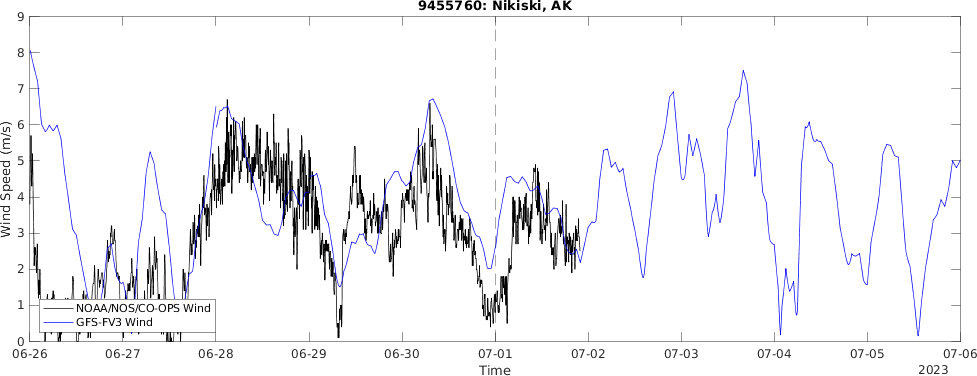 9455760: Nikiski, AK
Wind Speed (m/s)
9
8
7
6
5
4
3
2
1
0
NOAA/NOS/CO-OPS Wind
GFS-FV3 Wind
06-26 06-27 06-28 06-29 06-30 07-01 07-02 07-03 07-04 07-05 07-06
Time
2023